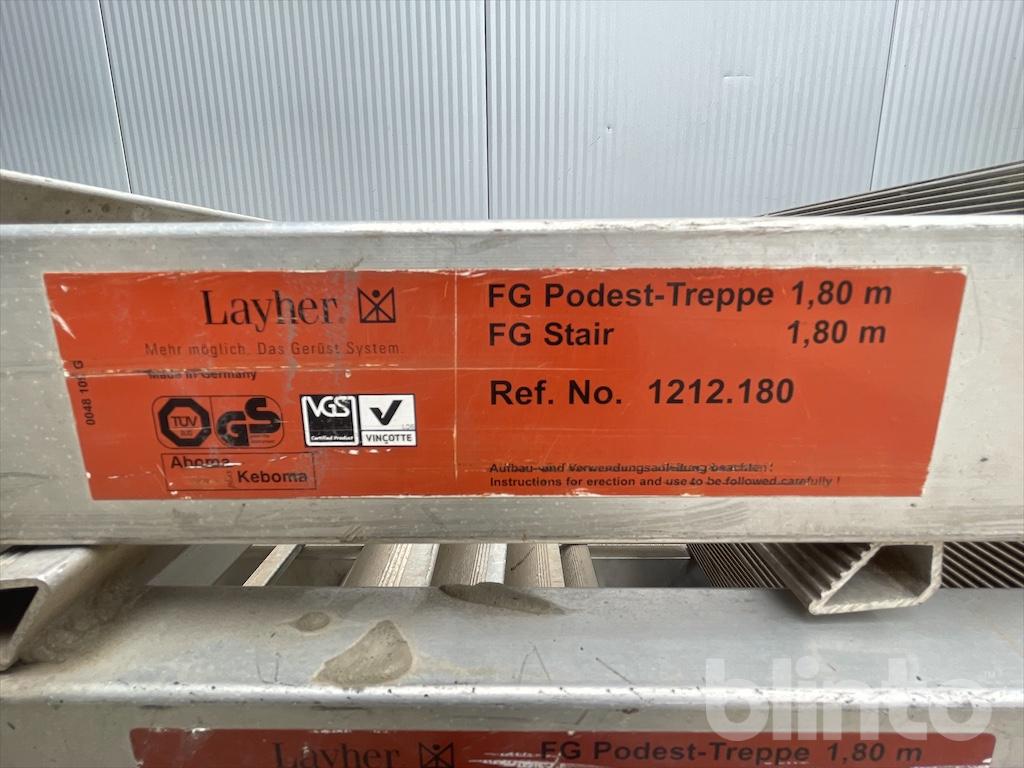 Layher.
Mehr möglich. Das Gerüst System.
Made in Germany
TÜV
SÜD
GS
VGS
Certified Product
VINÇOTTE
Aboma
Keboma
FG Podest-Treppe 1,80 m
FG Stair 1,80 m
Ref. No. 1212.180
Aufbau- und Verwendungsanleitung beachten!
Instructions for erection and use to be followed carefully !
Layher
FG Podest-Treppe 1,80 m
blinto